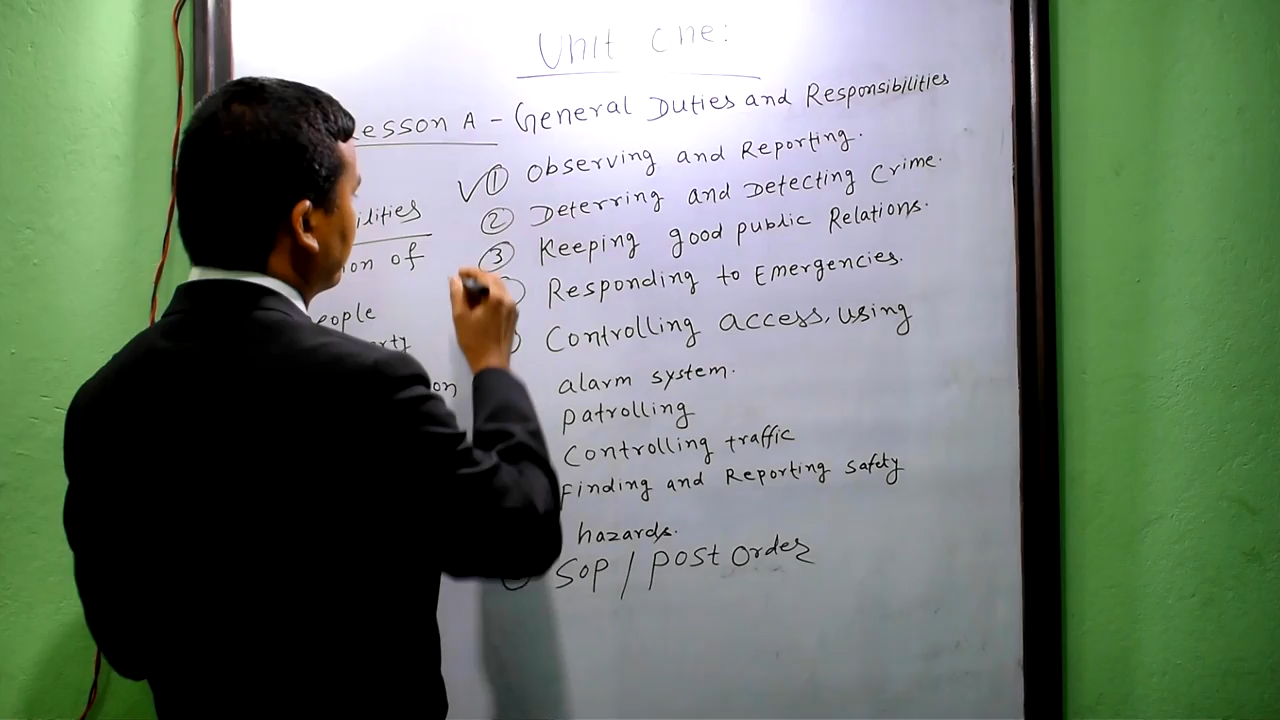 Unit One:
Lesson A - General Duties and Responsibilities
① Observing and Reporting.
② Deterring and Detecting Crime.
③ Keeping good public Relations.
Responding to Emergencies.
Controlling access, using
alarm system.
patrolling
Controlling traffic
Finding and Reporting safety
hazards.
SOP / Post Order
ilities
ion of
eople
rty
on